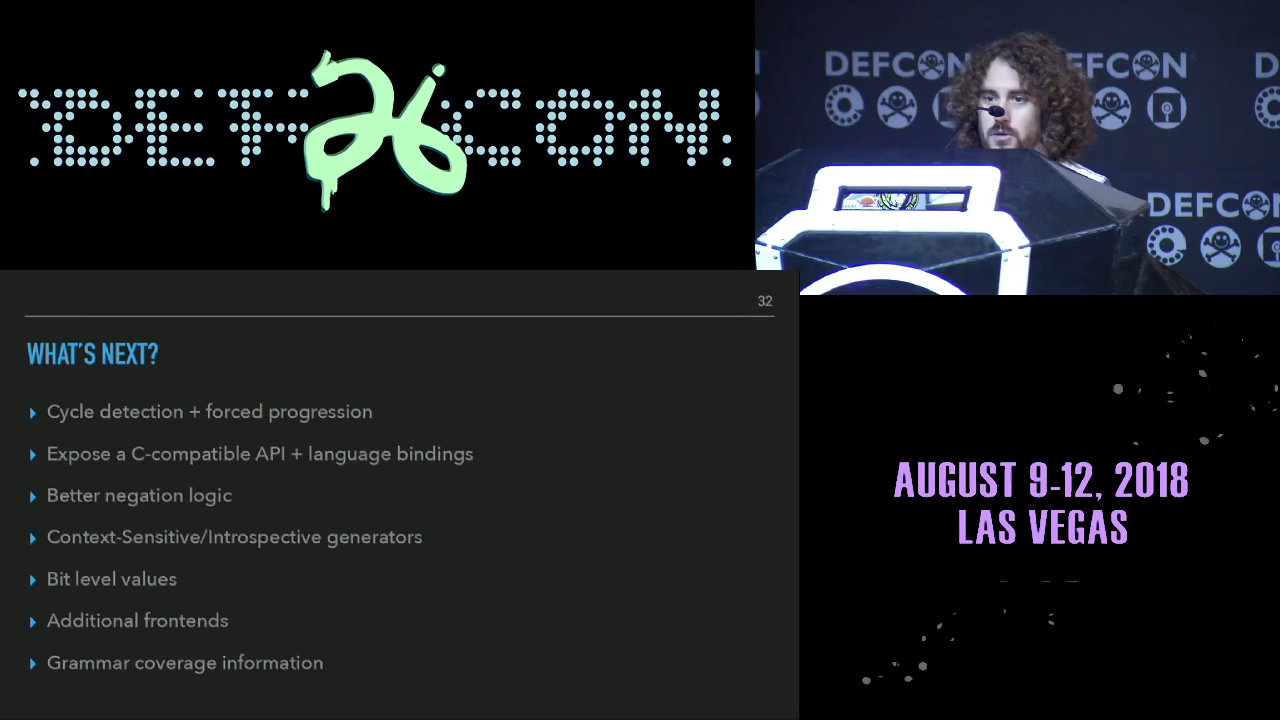 DEF CON
26
DEFCON
DEFCON
DEFCON
32
WHAT'S NEXT?
Cycle detection + forced progression
Expose a C-compatible API + language bindings
Better negation logic
Context-Sensitive/Introspective generators
Bit level values
Additional frontends
Grammar coverage information
AUGUST 9-12, 2018
LAS VEGAS